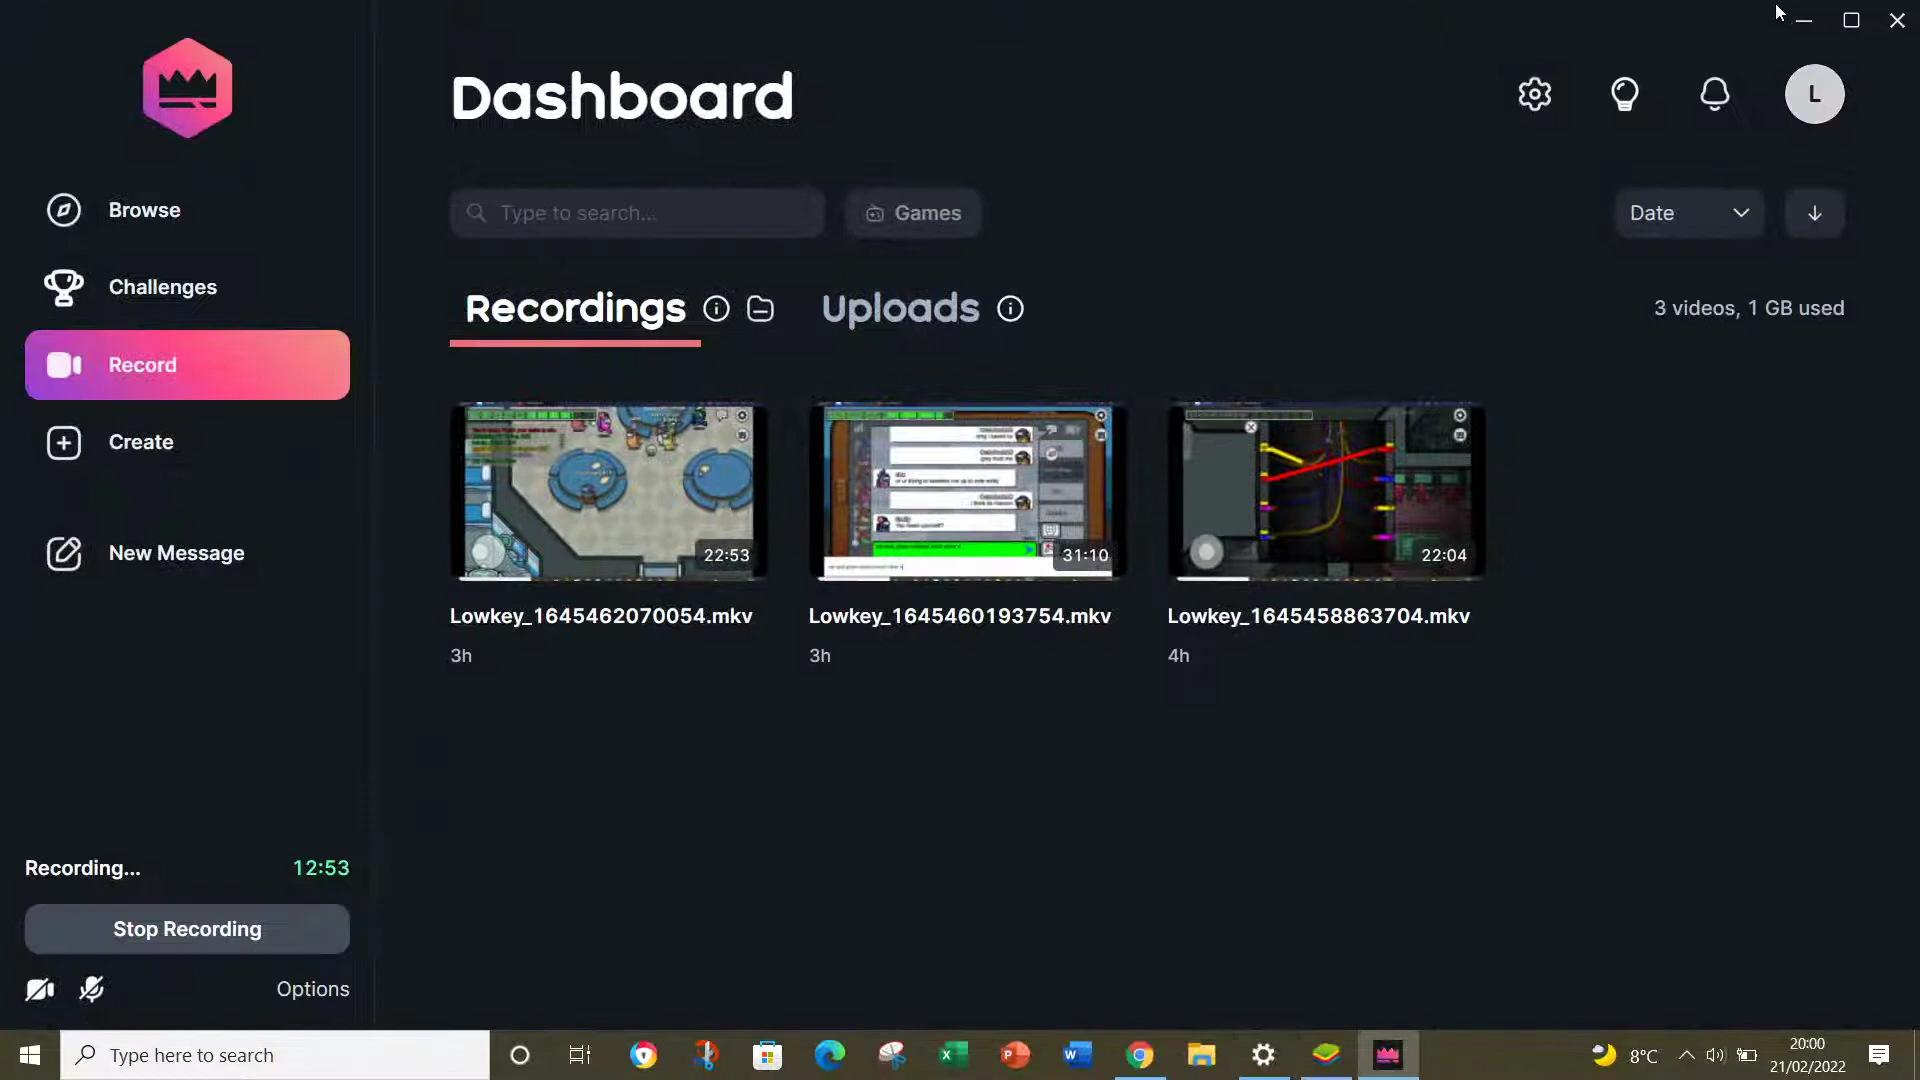 Dashboard
L
Browse
Challenges
Record
Create
New Message
Type to search...
Games
Date
Recordings
Uploads
3 videos, 1 GB used
22:53
31:10
22:04
Lowkey_1645462070054.mkv
Lowkey_1645460193754.mkv
Lowkey_1645458863704.mkv
3h
3h
4h
Recording...
12:53
Stop Recording
Options
Type here to search
8°C
20:00
21/02/2022